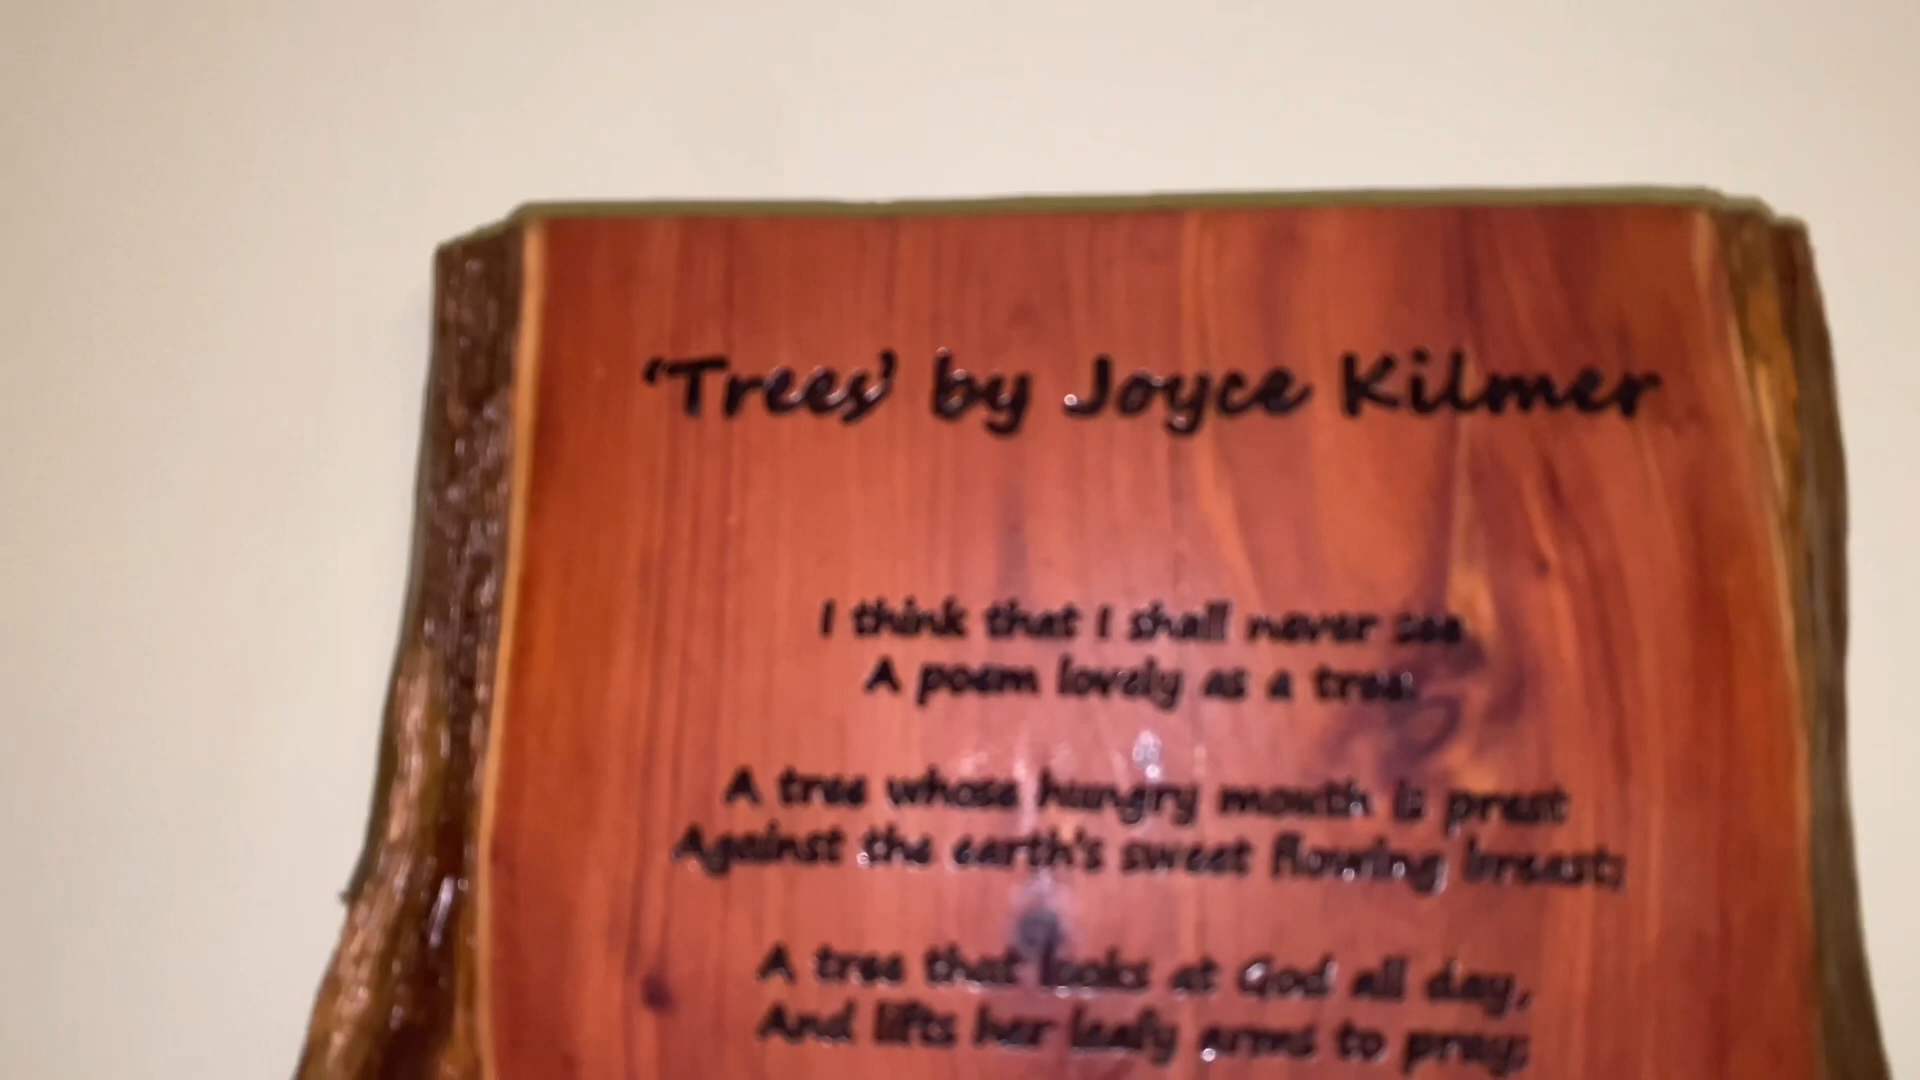 ‘Trees’ by Joyce Kilmer
I think that I shall never see
A poem lovely as a tree.
A tree whose hungry mouth is prest
Against the earth's sweet flowing breast;
A tree that looks at God all day,
And lifts her leafy arms to pray;